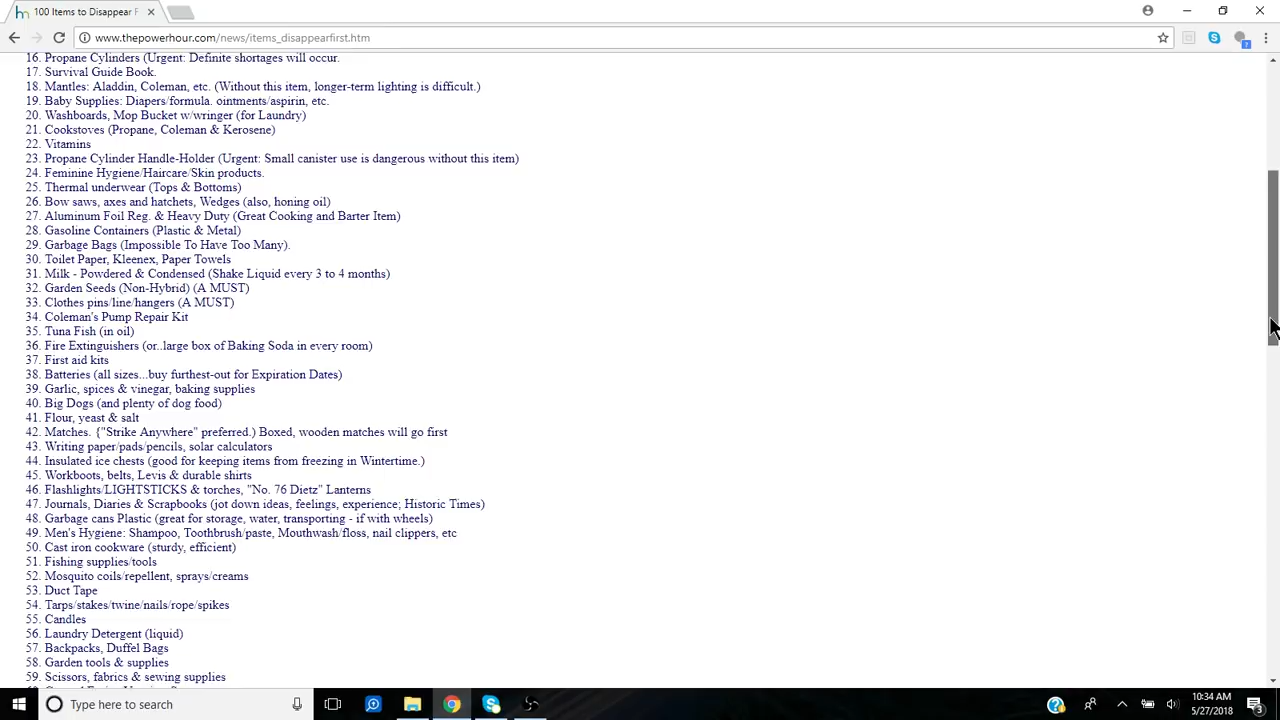 100 Items to Disappear F
www.thepowerhour.com/news/items_disappearfirst.htm
16. Propane Cylinders (Urgent: Definite shortages will occur.
17. Survival Guide Book.
18. Mantles: Aladdin, Coleman, etc. (Without this item, longer-term lighting is difficult.)
19. Baby Supplies: Diapers/formula. ointments/aspirin, etc.
20. Washboards, Mop Bucket w/wringer (for Laundry)
21. Cookstoves (Propane, Coleman & Kerosene)
22. Vitamins
23. Propane Cylinder Handle-Holder (Urgent: Small canister use is dangerous without this item)
24. Feminine Hygiene/Haircare/Skin products.
25. Thermal underwear (Tops & Bottoms)
26. Bow saws, axes and hatchets, Wedges (also, honing oil)
27. Aluminum Foil Reg. & Heavy Duty (Great Cooking and Barter Item)
28. Gasoline Containers (Plastic & Metal)
29. Garbage Bags (Impossible To Have Too Many).
30. Toilet Paper, Kleenex, Paper Towels
31. Milk - Powdered & Condensed (Shake Liquid every 3 to 4 months)
32. Garden Seeds (Non-Hybrid) (A MUST)
33. Clothes pins/line/hangers (A MUST)
34. Coleman's Pump Repair Kit
35. Tuna Fish (in oil)
36. Fire Extinguishers (or..large box of Baking Soda in every room)
37. First aid kits
38. Batteries (all sizes...buy furthest-out for Expiration Dates)
39. Garlic, spices & vinegar, baking supplies
40. Big Dogs (and plenty of dog food)
41. Flour, yeast & salt
42. Matches. {"Strike Anywhere" preferred.) Boxed, wooden matches will go first
43. Writing paper/pads/pencils, solar calculators
44. Insulated ice chests (good for keeping items from freezing in Wintertime.)
45. Workboots, belts, Levis & durable shirts
46. Flashlights/LIGHTSTICKS & torches, "No. 76 Dietz" Lanterns
47. Journals, Diaries & Scrapbooks (jot down ideas, feelings, experience; Historic Times)
48. Garbage cans Plastic (great for storage, water, transporting - if with wheels)
49. Men's Hygiene: Shampoo, Toothbrush/paste, Mouthwash/floss, nail clippers, etc
50. Cast iron cookware (sturdy, efficient)
51. Fishing supplies/tools
52. Mosquito coils/repellent, sprays/creams
53. Duct Tape
54. Tarps/stakes/twine/nails/rope/spikes
55. Candles
56. Laundry Detergent (liquid)
57. Backpacks, Duffel Bags
58. Garden tools & supplies
59. Scissors, fabrics & sewing supplies
Type here to search
10:34 AM
5/27/2018